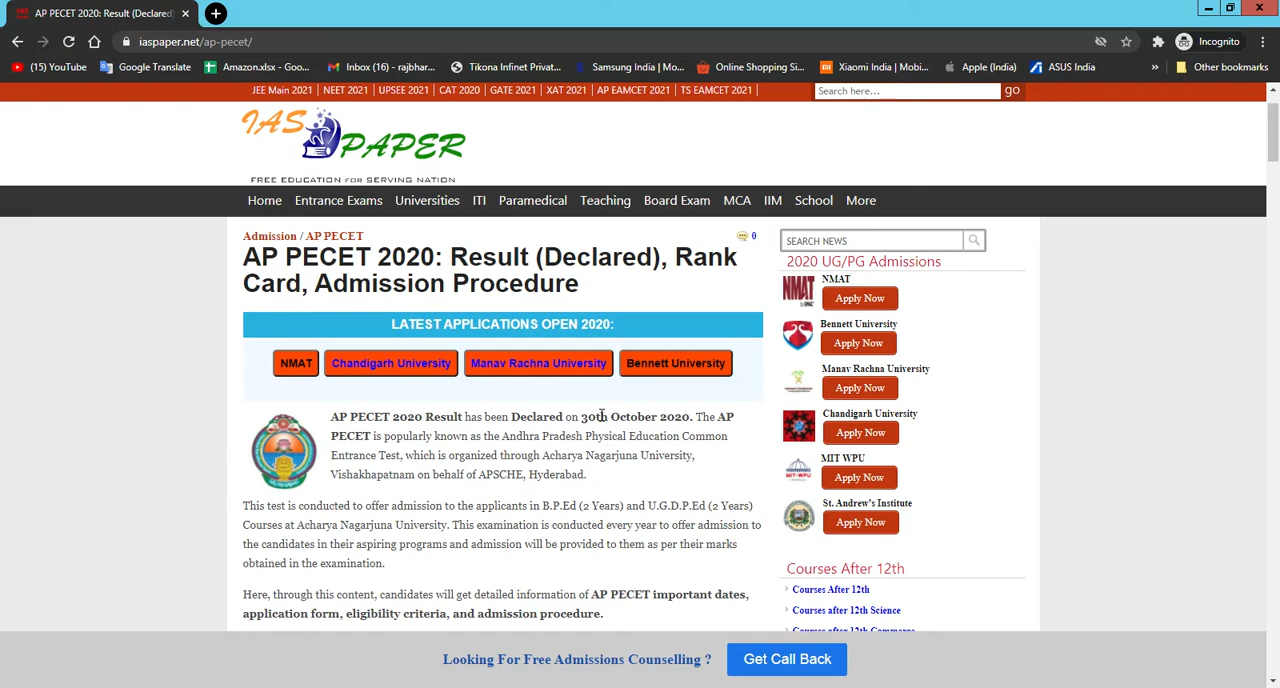 AP PECET 2020: Result (Declared)
iaspaper.net/ap-pecet/
Incognito
(15) YouTube
Google Translate
Amazon.xlsx - Goo...
Inbox (16) - rajbhar...
Tikona Infinet Privat...
Samsung India | Mo...
Online Shopping Si...
Xiaomi India | Mobi...
Apple (India)
ASUS India
»
Other bookmarks
JEE Main 2021 | NEET 2021 | UPSEE 2021 | CAT 2020 | GATE 2021 | XAT 2021 | AP EAMCET 2021 | TS EAMCET 2021 |
Search here...
go
IAS PAPER
FREE EDUCATION FOR SERVING NATION
Home Entrance Exams Universities ITI Paramedical Teaching Board Exam MCA IIM School More
Admission / AP PECET
0
AP PECET 2020: Result (Declared), Rank
Card, Admission Procedure
LATEST APPLICATIONS OPEN 2020:
NMAT
Chandigarh University
Manav Rachna University
Bennett University
AP PECET 2020 Result has been Declared on 30th October 2020. The AP
PECET is popularly known as the Andhra Pradesh Physical Education Common
Entrance Test, which is organized through Acharya Nagarjuna University,
Vishakhapatnam on behalf of APSCHE, Hyderabad.
This test is conducted to offer admission to the applicants in B.P.Ed (2 Years) and U.G.D.P.Ed (2 Years)
Courses at Acharya Nagarjuna University. This examination is conducted every year to offer admission to
the candidates in their aspiring programs and admission will be provided to them as per their marks
obtained in the examination.
Here, through this content, candidates will get detailed information of AP PECET important dates,
application form, eligibility criteria, and admission procedure.
SEARCH NEWS
2020 UG/PG Admissions
NMAT
Apply Now
Bennett University
Apply Now
Manav Rachna University
Apply Now
Chandigarh University
Apply Now
MIT WPU
Apply Now
St. Andrew's Institute
Apply Now
Courses After 12th
Courses After 12th
Courses after 12th Science
Courses after 12th Commerce
Looking For Free Admissions Counselling ?
Get Call Back